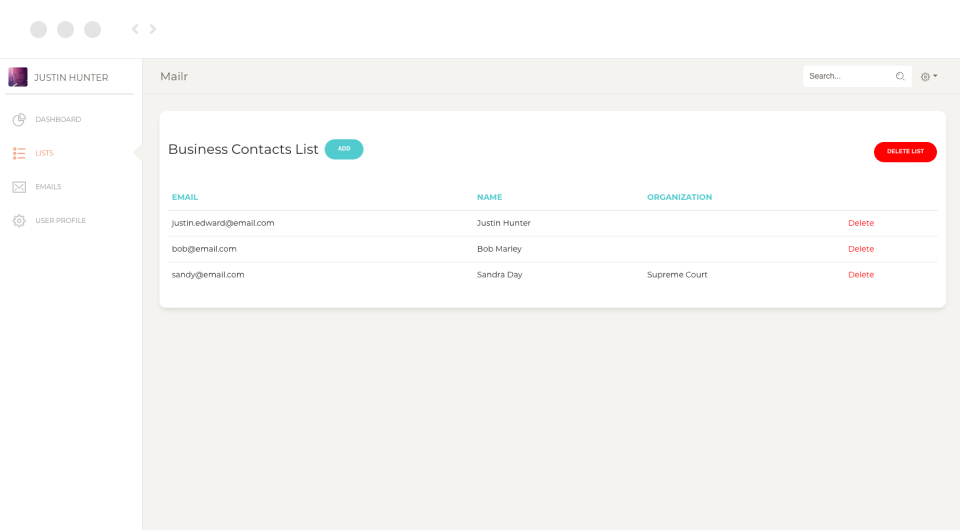 JUSTIN HUNTER
Mailr
Search...
DASHBOARD
LISTS
EMAILS
USER PROFILE
Business Contacts List ADD
DELETE LIST
EMAIL NAME ORGANIZATION
justin.edward@email.com Justin Hunter Delete
bob@email.com Bob Marley Delete
sandy@email.com Sandra Day Supreme Court Delete